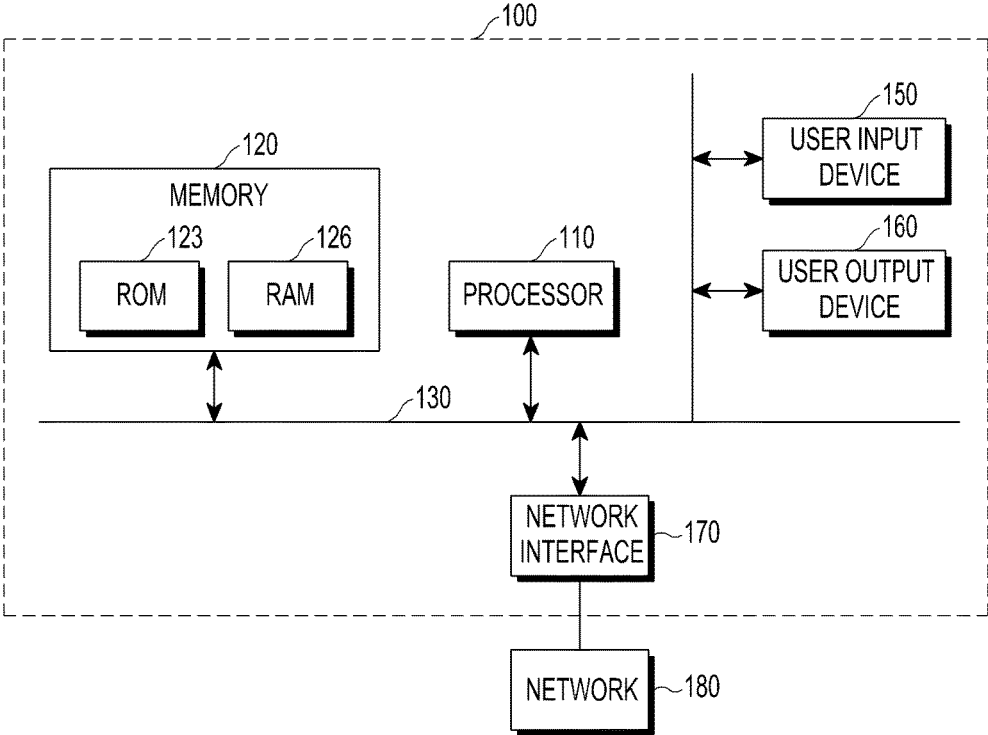 100
150
USER INPUT
DEVICE
120
MEMORY
123
126
ROM
RAM
110
PROCESSOR
160
USER OUTPUT
DEVICE
130
NETWORK
INTERFACE
170
NETWORK
180